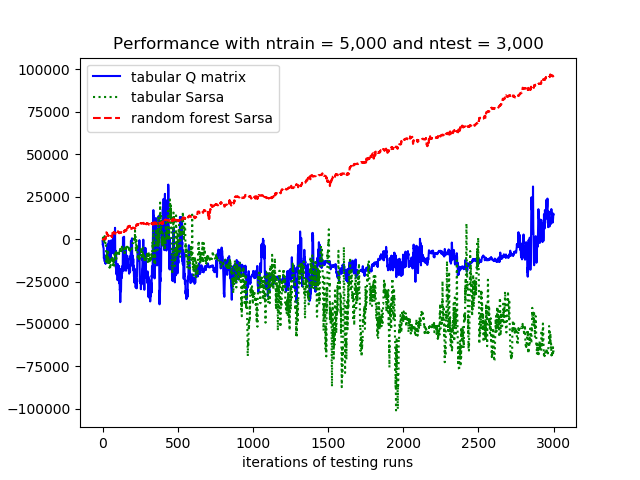 Performance with ntrain = 5,000 and ntest = 3,000
100000
75000
50000
25000
0
−25000
−50000
−75000
−100000
tabular Q matrix
tabular Sarsa
random forest Sarsa
0 500 1000 1500 2000 2500 3000
iterations of testing runs